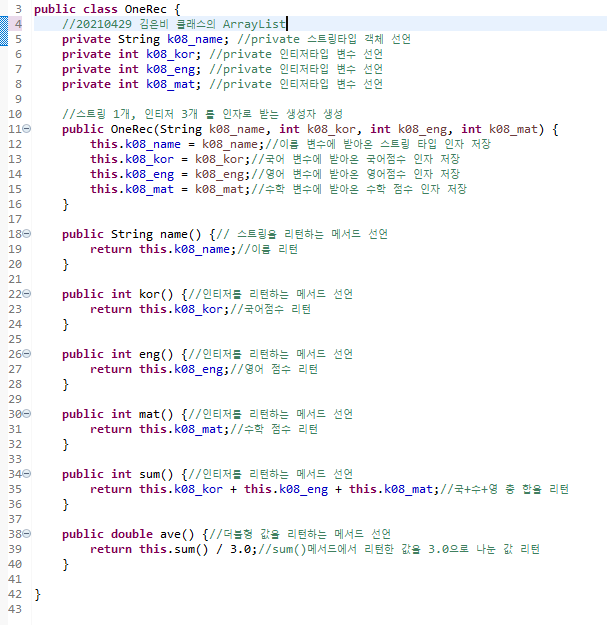 3 public class OneRec {
4 //20210429 김은비 클래스의 ArrayList
5 private String k08_name; //private 스트링타입 객체 선언
6 private int k08_kor; //private 인티저타입 변수 선언
7 private int k08_eng; //private 인티저타입 변수 선언
8 private int k08_mat; //private 인티저타입 변수 선언
9
10 //스트링 1개, 인티저 3개 를 인자로 받는 생성자 생성
11 public OneRec(String k08_name, int k08_kor, int k08_eng, int k08_mat) {
12 this.k08_name = k08_name;//이름 변수에 받아온 스트링 타입 인자 저장
13 this.k08_kor = k08_kor;//국어 변수에 받아온 국어점수 인자 저장
14 this.k08_eng = k08_eng;//영어 변수에 받아온 영어점수 인자 저장
15 this.k08_mat = k08_mat;//수학 변수에 받아온 수학 점수 인자 저장
16 }
17
18 public String name() {// 스트링을 리턴하는 메서드 선언
19 return this.k08_name;//이름 리턴
20 }
21
22 public int kor() {//인티저를 리턴하는 메서드 선언
23 return this.k08_kor;//국어점수 리턴
24 }
25
26 public int eng() {//인티저를 리턴하는 메서드 선언
27 return this.k08_eng;//영어 점수 리턴
28 }
29
30 public int mat() {//인티저를 리턴하는 메서드 선언
31 return this.k08_mat;//수학 점수 리턴
32 }
33
34 public int sum() {//인티저를 리턴하는 메서드 선언
35 return this.k08_kor + this.k08_eng + this.k08_mat;//국+수+영 총 합을 리턴
36 }
37
38 public double ave() {//더블형 값을 리턴하는 메서드 선언
39 return this.sum() / 3.0;//sum()메서드에서 리턴한 값을 3.0으로 나눈 값 리턴
40 }
41
42 }
43